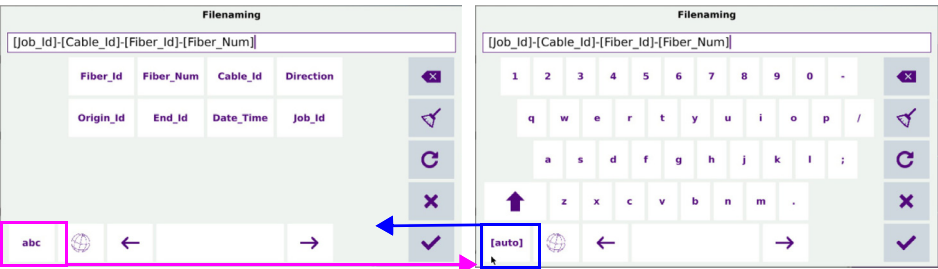 Filenaming
[Job_Id]-[Cable_Id]-[Fiber_Id]-[Fiber_Num]
Fiber_Id Fiber_Num Cable_Id Direction
Origin_Id End_Id Date_Time Job_Id
abc
Filenaming
[Job_Id]-[Cable_Id]-[Fiber_Id]-[Fiber_Num]
1 2 3 4 5 6 7 8 9 0 -
q w e r t y u i o p /
a s d f g h j k l ;
z x c v b n m .
[auto]